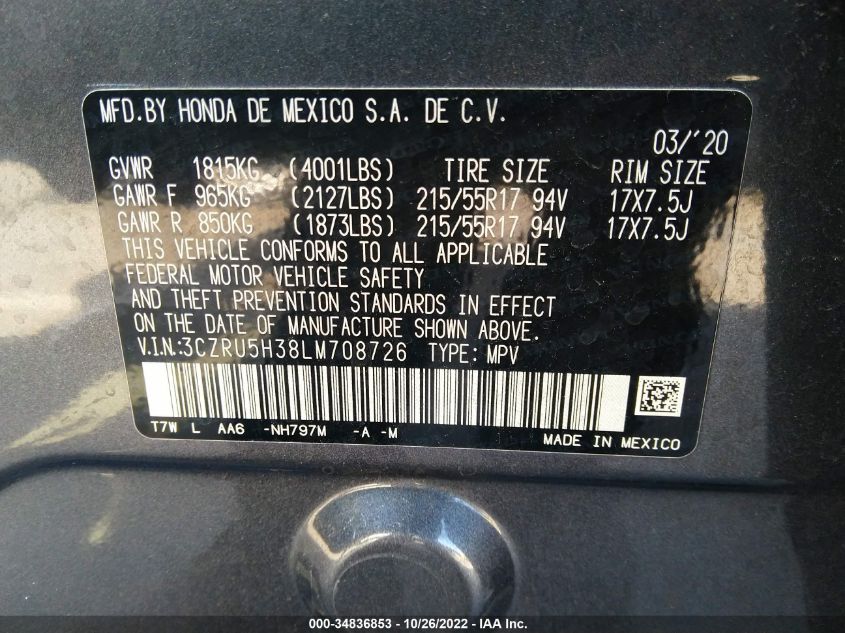 MFD.BY HONDA DE MEXICO S.A. DE C.V.
03/'20
GVWR 1815KG (4001LBS) TIRE SIZE RIM SIZE
GAWR F 965KG (2127LBS) 215/55R17 94V 17X7.5J
GAWR R 850KG (1873LBS) 215/55R17 94V 17X7.5J
THIS VEHICLE CONFORMS TO ALL APPLICABLE
FEDERAL MOTOR VEHICLE SAFETY
AND THEFT PREVENTION STANDARDS IN EFFECT
ON THE DATE OF MANUFACTURE SHOWN ABOVE.
V.I.N:3CZRU5H38LM708726 TYPE: MPV
T7W L AA6 -NH797M -A -M
MADE IN MEXICO
000-34836853 - 10/26/2022 - IAA Inc.